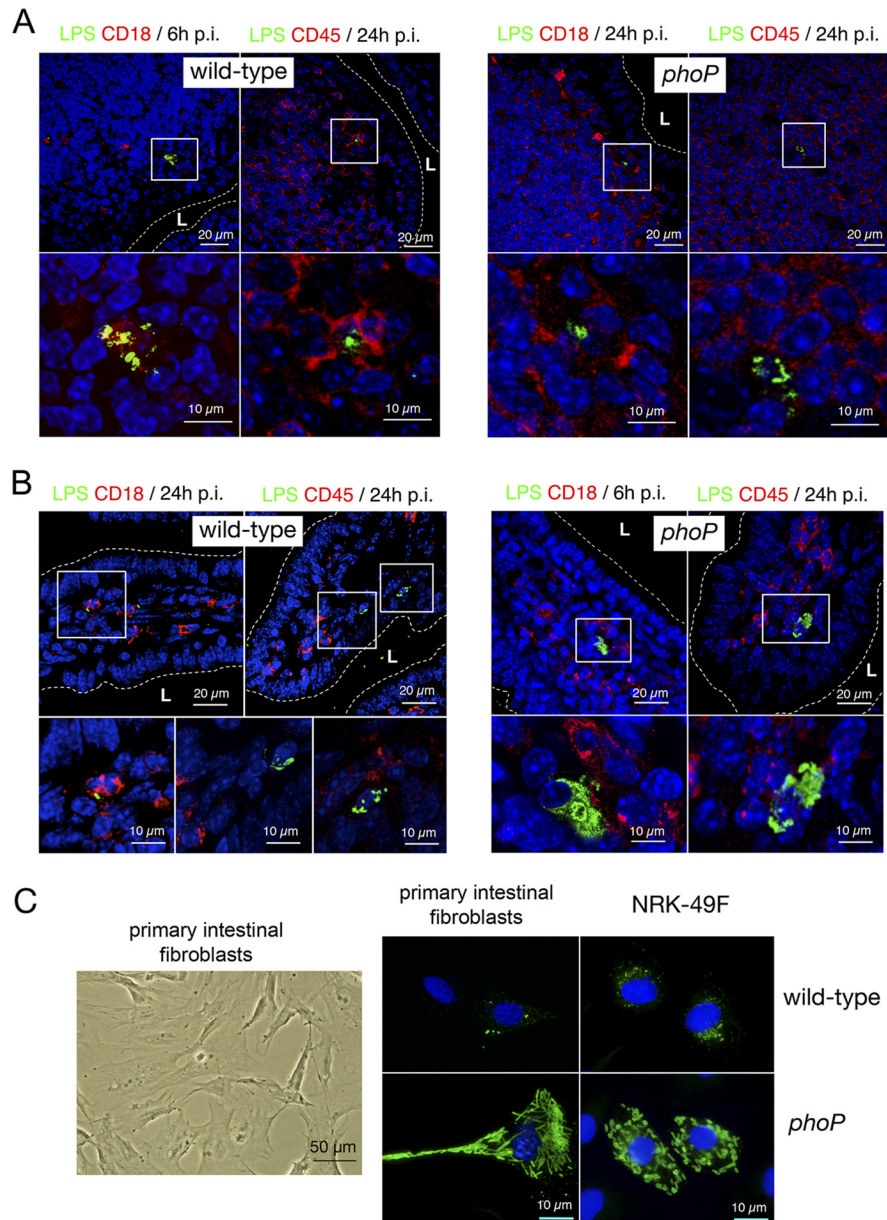 A
LPS CD18 / 6h p.i.
LPS CD45 / 24h p.i.
LPS CD18 / 24h p.i.
LPS CD45 / 24h p.i.
wild-type
phoP
L
L
L
20 µm
20 µm
20 µm
20 µm
10 µm
10 µm
10 µm
10 µm
B
LPS CD18 / 24h p.i.
LPS CD45 / 24h p.i.
LPS CD18 / 6h p.i.
LPS CD45 / 24h p.i.
wild-type
phoP
L
L
L
L
20 µm
20 µm
20 µm
20 µm
10 µm
10 µm
10 µm
10 µm
10 µm
C
primary intestinal
fibroblasts
50 µm
primary intestinal
fibroblasts
NRK-49F
wild-type
phoP
10 µm
10 µm